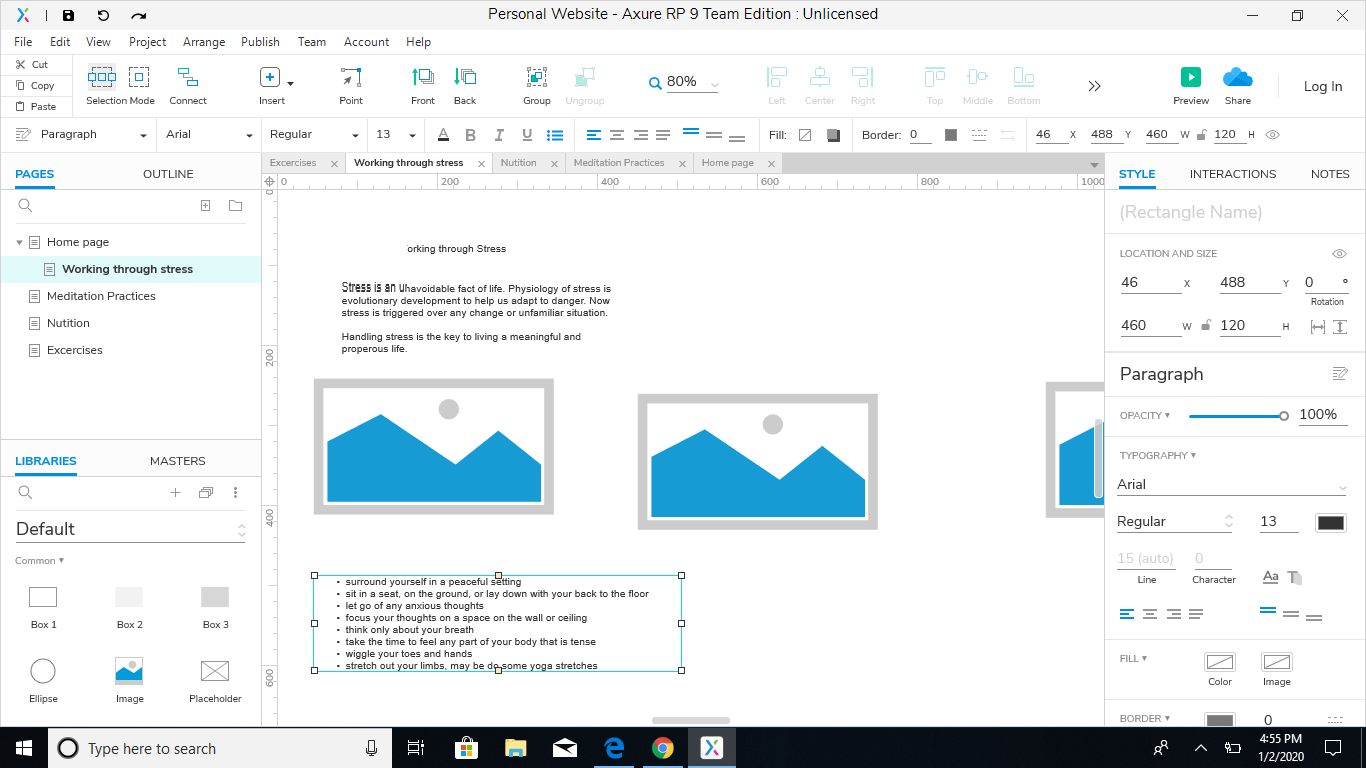 Personal Website - Axure RP 9 Team Edition : Unlicensed
File Edit View Project Arrange Publish Team Account Help
Cut
Copy
Paste
Selection Mode
Connect
Insert
Point
Front
Back
Group
Ungroup
80%
Left
Center
Right
Top
Middle
Bottom
Preview
Share
Log In
Paragraph
Arial
Regular
13
A B I U
Fill:
Border: 0
46 X 488 Y 460 W 120 H
PAGES OUTLINE
Home page
Working through stress
Meditation Practices
Nutition
Excercises
LIBRARIES MASTERS
Default
Common
Box 1
Box 2
Box 3
Ellipse
Image
Placeholder
Excercises
Working through stress
Nutition
Meditation Practices
Home page
0 200 400 600 800 1000
0
200
400
600
orking through Stress
Stress is an unavoidable fact of life. Physiology of stress is
evolutionary development to help us adapt to danger. Now
stress is triggered over any change or unfamiliar situation.
Handling stress is the key to living a meaningful and
properous life.
• surround yourself in a peaceful setting
• sit in a seat, on the ground, or lay down with your back to the floor
• let go of any anxious thoughts
• focus your thoughts on a space on the wall or ceiling
• think only about your breath
• take the time to feel any part of your body that is tense
• wiggle your toes and hands
• stretch out your limbs, may be do some yoga stretches
STYLE INTERACTIONS NOTES
(Rectangle Name)
LOCATION AND SIZE
46 X 488 Y 0 °
Rotation
460 W 120 H
Paragraph
OPACITY 100%
TYPOGRAPHY
Arial
Regular 13
15 (auto) 0
Line Character
Aa T
FILL
Color Image
BORDER 0
Type here to search
4:55 PM
1/2/2020